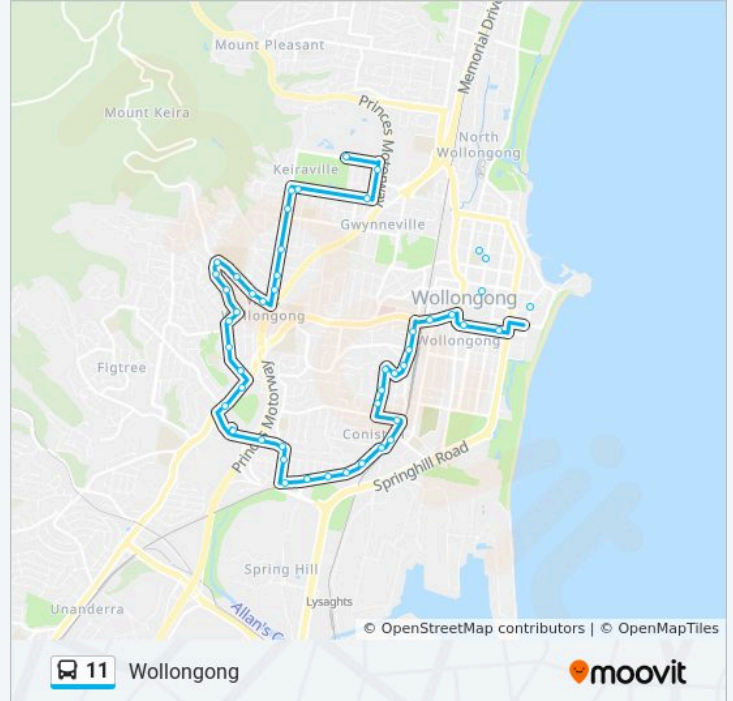 Mount Pleasant
Memorial Drive
Princes Motorway
Mount Keira
North
Wollongong
Keiraville
Gwynneville
Wollongong
Wollongong
Wollongong
Figtree
Princes Motorway
Coniston
Springhill Road
Spring Hill
Lysaghts
Unanderra
Allan's C
© OpenStreetMap contributors | © OpenMapTiles
11 Wollongong
moovit